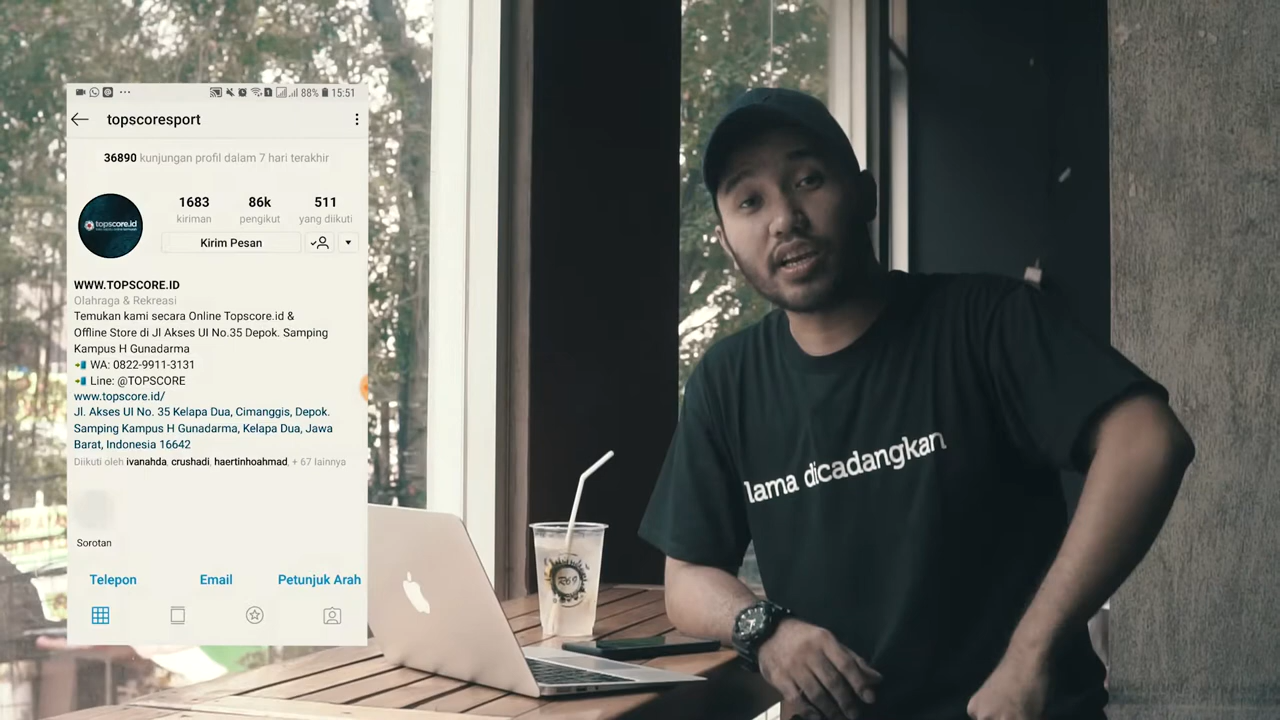 88% 15:51
topscoresport
36890 kunjungan profil dalam 7 hari terakhir
1683 86k 511
kiriman pengikut yang diikuti
topscore.id
Kirim Pesan
WWW.TOPSCORE.ID
Olahraga & Rekreasi
Temukan kami secara Online Topscore.id &
Offline Store di Jl Akses UI No.35 Depok. Samping
Kampus H Gunadarma
WA: 0822-9911-3131
Line: @TOPSCORE
www.topscore.id/
Jl. Akses UI No. 35 Kelapa Dua, Cimanggis, Depok.
Samping Kampus H Gunadarma, Kelapa Dua, Jawa
Barat, Indonesia 16642
Diikuti oleh ivanahda, crushadi, haertinhoahmad, + 67 lainnya
Sorotan
Telepon Email Petunjuk Arah
lama dicadangkan